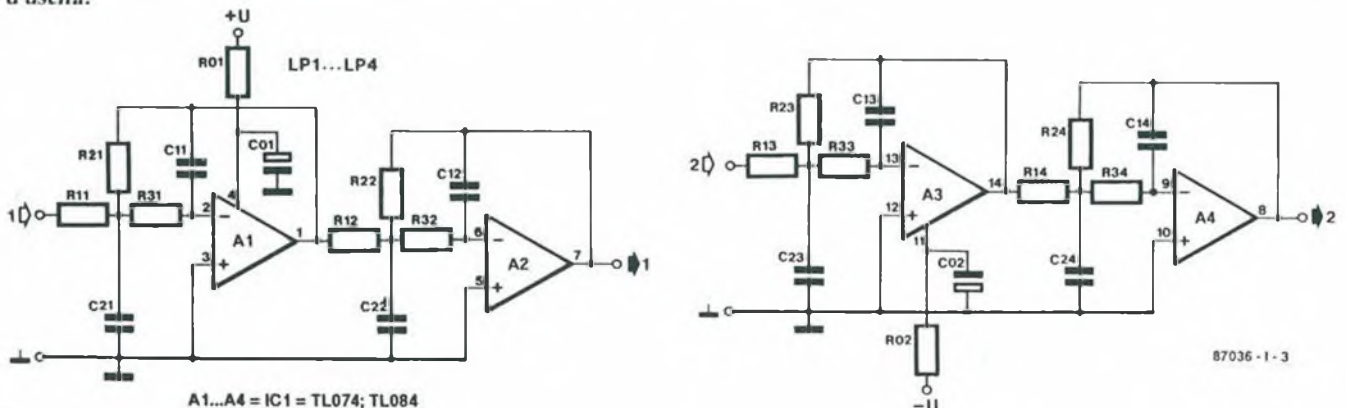 +U
R01
LP1...LP4
R21
C11
C01
R11
R31
1
2
−
4
3
+
A1
1
C21
R22
C12
R12
R32
6
−
5
+
A2
7
1
C22
A1...A4 = IC1 = TL074; TL084
R23
C13
2
R13
R33
13
−
12
+
A3
14
11
C23
C02
R02
−U
R24
C14
R14
R34
9
−
10
+
A4
8
2
C24
87036 - I - 3